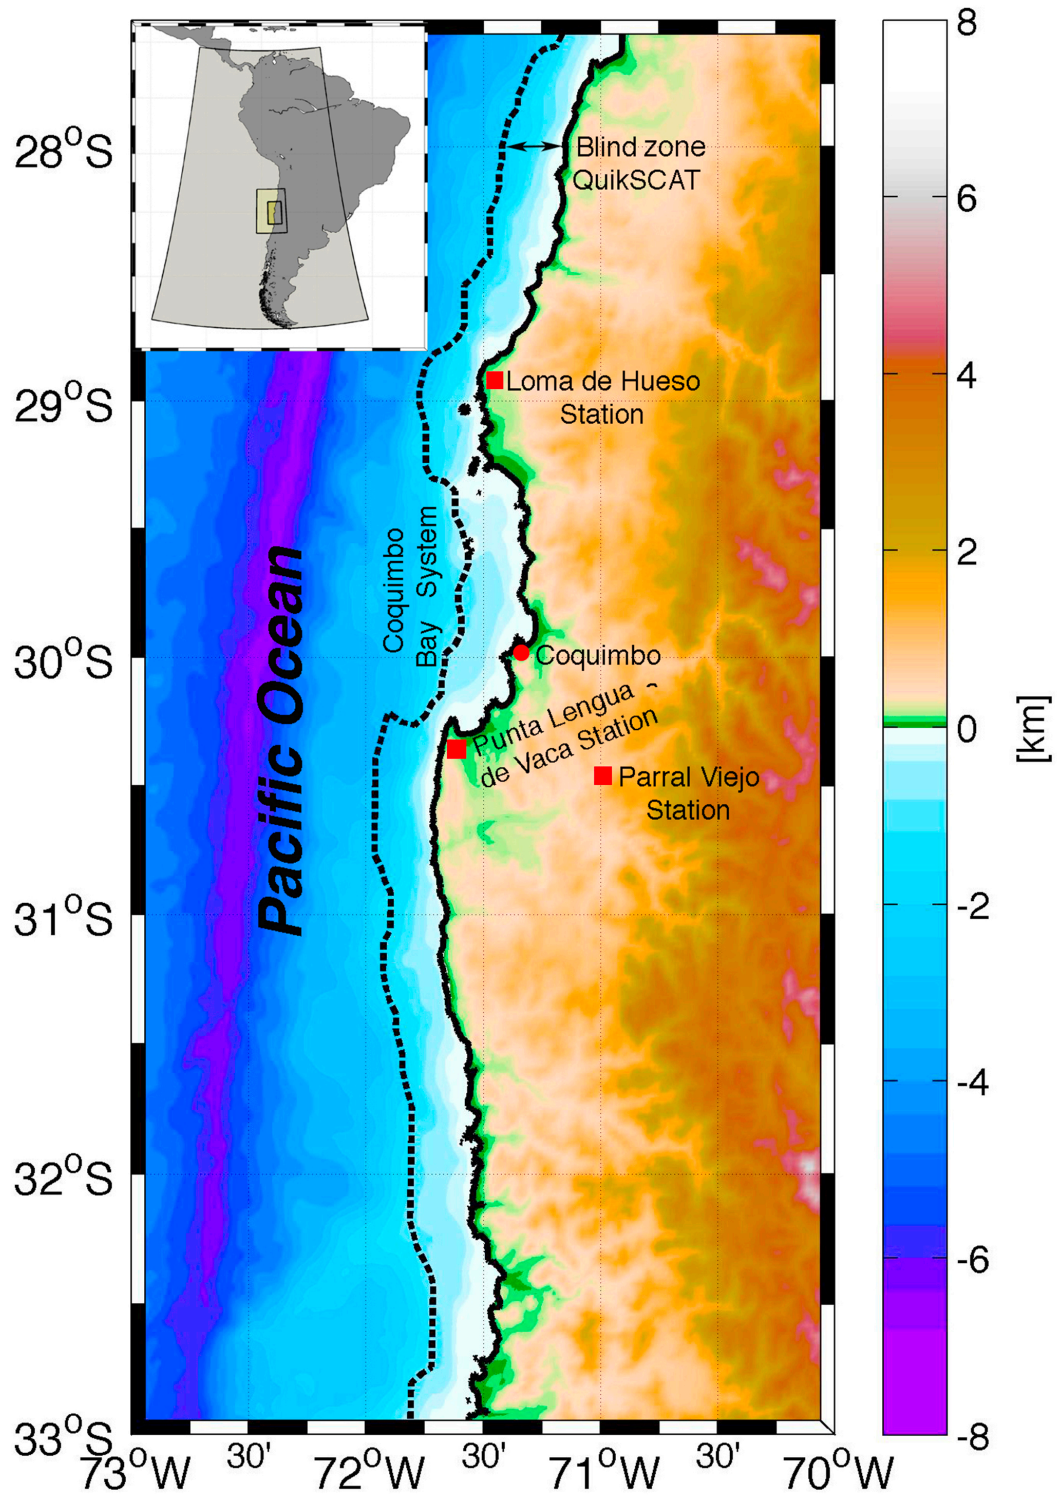 28°S
29°S
30°S
31°S
32°S
33°S
73°W
30'
72°W
30'
71°W
30'
70°W
Blind zone
QuikSCAT
Loma de Hueso
Station
Coquimbo
Bay System
Coquimbo
Punta Lengua
de Vaca Station
Parral Viejo
Station
Pacific Ocean
8
6
4
2
0
-2
-4
-6
-8
[km]